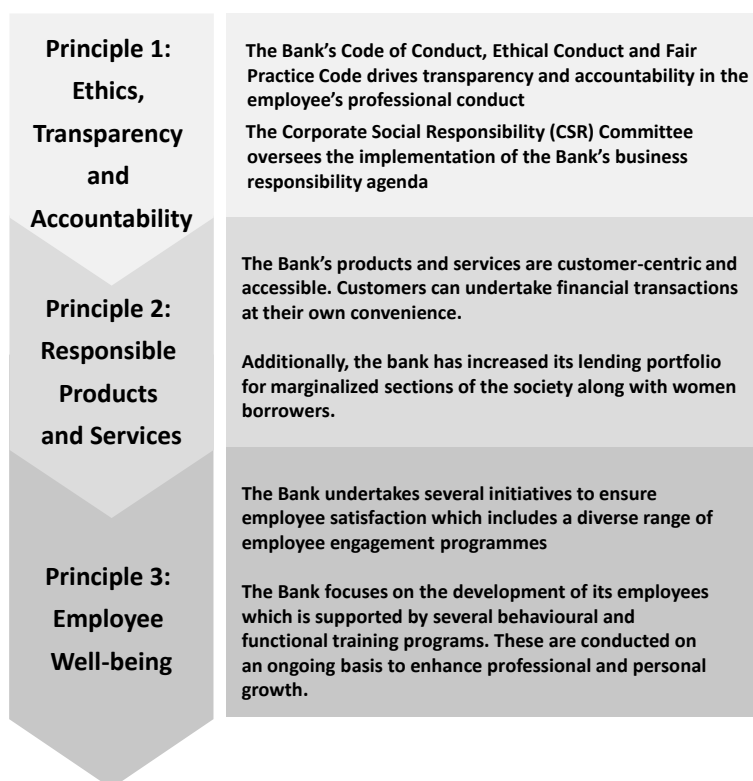 Principle 1:
Ethics,
Transparency
and
Accountability
The Bank's Code of Conduct, Ethical Conduct and Fair
Practice Code drives transparency and accountability in the
employee's professional conduct
The Corporate Social Responsibility (CSR) Committee
oversees the implementation of the Bank's business
responsibility agenda
Principle 2:
Responsible
Products
and Services
The Bank's products and services are customer-centric and
accessible. Customers can undertake financial transactions
at their own convenience.
Additionally, the bank has increased its lending portfolio
for marginalized sections of the society along with women
borrowers.
Principle 3:
Employee
Well-being
The Bank undertakes several initiatives to ensure
employee satisfaction which includes a diverse range of
employee engagement programmes
The Bank focuses on the development of its employees
which is supported by several behavioural and
functional training programs. These are conducted on
an ongoing basis to enhance professional and personal
growth.